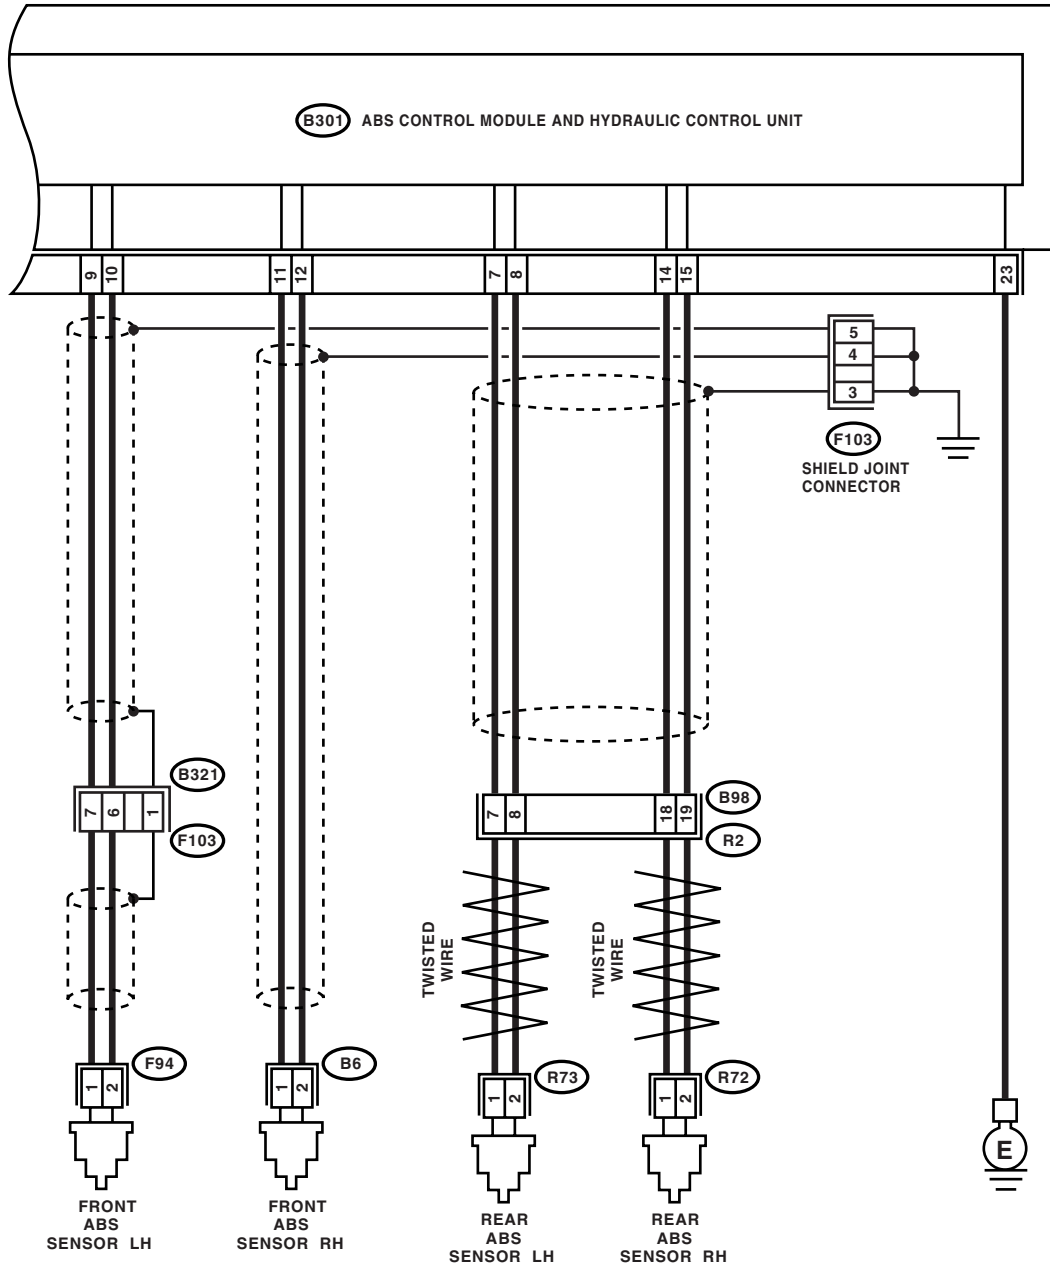 B301 ABS CONTROL MODULE AND HYDRAULIC CONTROL UNIT
9 10 11 12 7 8 14 15 23
5
4
3
F103
SHIELD JOINT
CONNECTOR
B321
7 6 1
F103
B98
7 8 18 19
R2
TWISTED
WIRE
TWISTED
WIRE
F94
1 2
B6
1 2
R73
1 2
R72
1 2
E
FRONT
ABS
SENSOR LH
FRONT
ABS
SENSOR RH
REAR
ABS
SENSOR LH
REAR
ABS
SENSOR RH